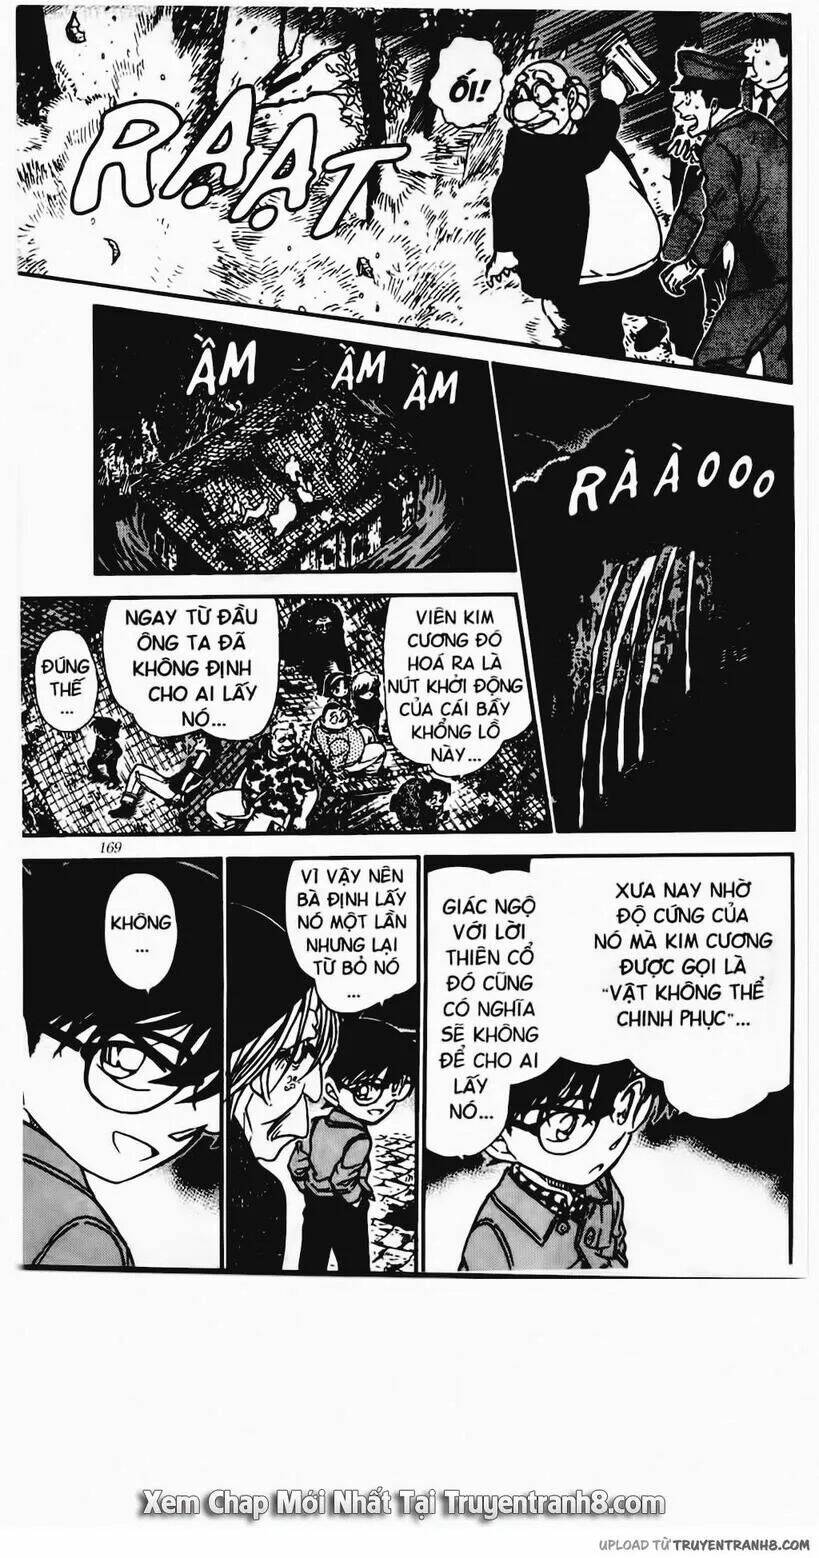 ỐI!
RẠẠT
ẦM
ẦM
ẦM
RÀÀOOO
VIÊN KIM
CƯƠNG ĐÓ
HOÁ RA LÀ
NÚT KHỞI ĐỘNG
CỦA CÁI BẪY
KHỔNG LỒ
NÀY...
NGAY TỪ ĐẦU
ÔNG TA ĐÃ
KHÔNG ĐỊNH
CHO AI LẤY
NÓ...
ĐÚNG
THẾ
...
169
XƯA NAY NHỜ
ĐỘ CỨNG CỦA
NÓ MÀ KIM CƯƠNG
ĐƯỢC GỌI LÀ
"VẬT KHÔNG THỂ
CHINH PHỤC"...
GIÁC NGỘ
VỚI LỜI
THIÊN CỔ
ĐÓ CŨNG
CÓ NGHĨA
SẼ KHÔNG
ĐỂ CHO AI
LẤY
NÓ...
VÌ VẬY NÊN
BÀ ĐỊNH LẤY
NÓ MỘT LẦN
NHƯNG LẠI
TỪ BỎ NÓ
...
KHÔNG
...
Xem Chap Mới Nhất Tại Truyentranh8.com
UPLOAD TỪ TRUYENTRANH8.COM